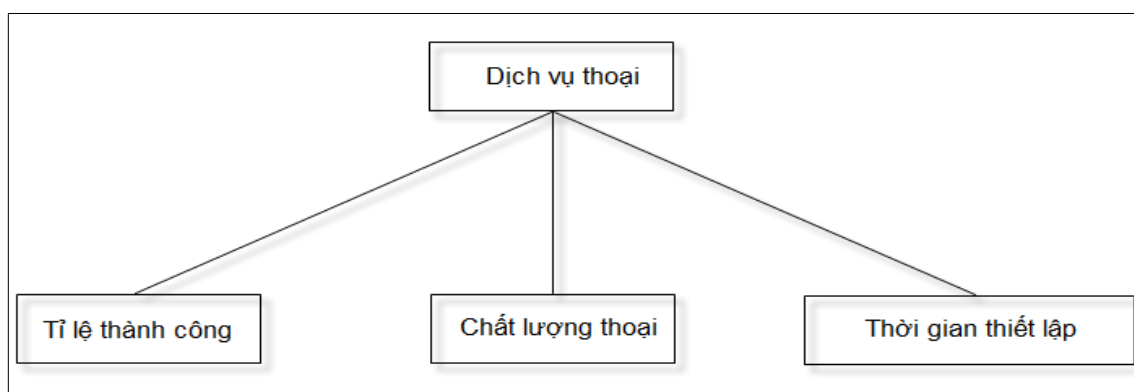 Dịch vụ thoại
Tỉ lệ thành công
Chất lượng thoại
Thời gian thiết lập